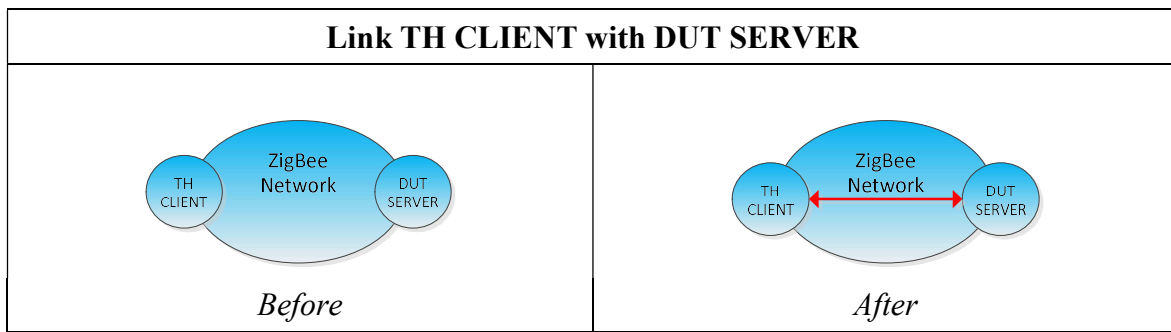 Link TH CLIENT with DUT SERVER
ZigBee
Network
TH
CLIENT
DUT
SERVER
Before
ZigBee
Network
TH
CLIENT
DUT
SERVER
After